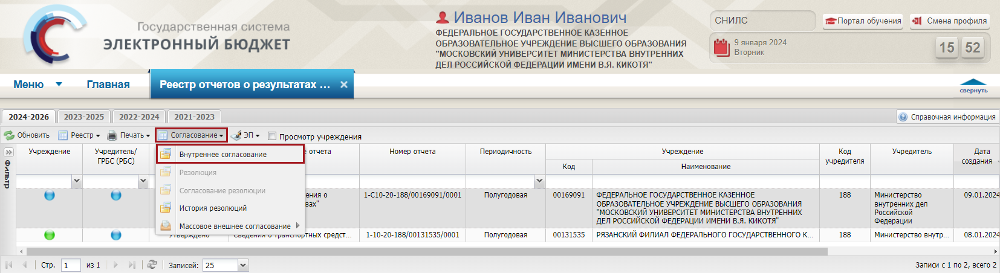 Государственная система
ЭЛЕКТРОННЫЙ БЮДЖЕТ
Иванов Иван Иванович
ФЕДЕРАЛЬНОЕ ГОСУДАРСТВЕННОЕ КАЗЕННОЕ
ОБРАЗОВАТЕЛЬНОЕ УЧРЕЖДЕНИЕ ВЫСШЕГО ОБРАЗОВАНИЯ
"МОСКОВСКИЙ УНИВЕРСИТЕТ МИНИСТЕРСТВА ВНУТРЕННИХ
ДЕЛ РОССИЙСКОЙ ФЕДЕРАЦИИ ИМЕНИ В.Я. КИКОТЯ"
СНИЛС
Портал обучения
Смена профиля
9 января 2024
Вторник
15 52
Меню
Главная
Реестр отчетов о результатах ...
свернуть
2024-2026
2023-2025
2022-2024
2021-2023
Справочная информация
Обновить
Реестр
Печать
Согласование
ЭП
Просмотр учреждения
Фильтр
Учреждение
Учредитель/
ГРБС (РБС)
е отчета
Номер отчета
Периодичность
Учреждение
Код
Наименование
Код
учредителя
Учредитель
Дата
создания
Внутреннее согласование
Резолюция
Согласование резолюции
История резолюций
Массовое внешнее согласование
ения о
вах"
1-С10-20-188/00169091/0001
Полугодовая
00169091
ФЕДЕРАЛЬНОЕ ГОСУДАРСТВЕННОЕ КАЗЕННОЕ
ОБРАЗОВАТЕЛЬНОЕ УЧРЕЖДЕНИЕ ВЫСШЕГО ОБРАЗОВАНИЯ
"МОСКОВСКИЙ УНИВЕРСИТЕТ МИНИСТЕРСТВА ВНУТРЕННИХ
ДЕЛ РОССИЙСКОЙ ФЕДЕРАЦИИ ИМЕНИ В.Я. КИКОТЯ"
188
Министерство
внутренних дел
Российской
Федерации
09.01.2024
Утверждено
Сведения о транспортных средст...
1-10-20-188/00131535/0001
Полугодовая
00131535
РЯЗАНСКИЙ ФИЛИАЛ ФЕДЕРАЛЬНОГО ГОСУДАРСТВЕННОГО К...
188
Министерство внутр...
08.01.2024
Стр.
1
из 1
Записей:
25
Записи с 1 по 2, всего 2